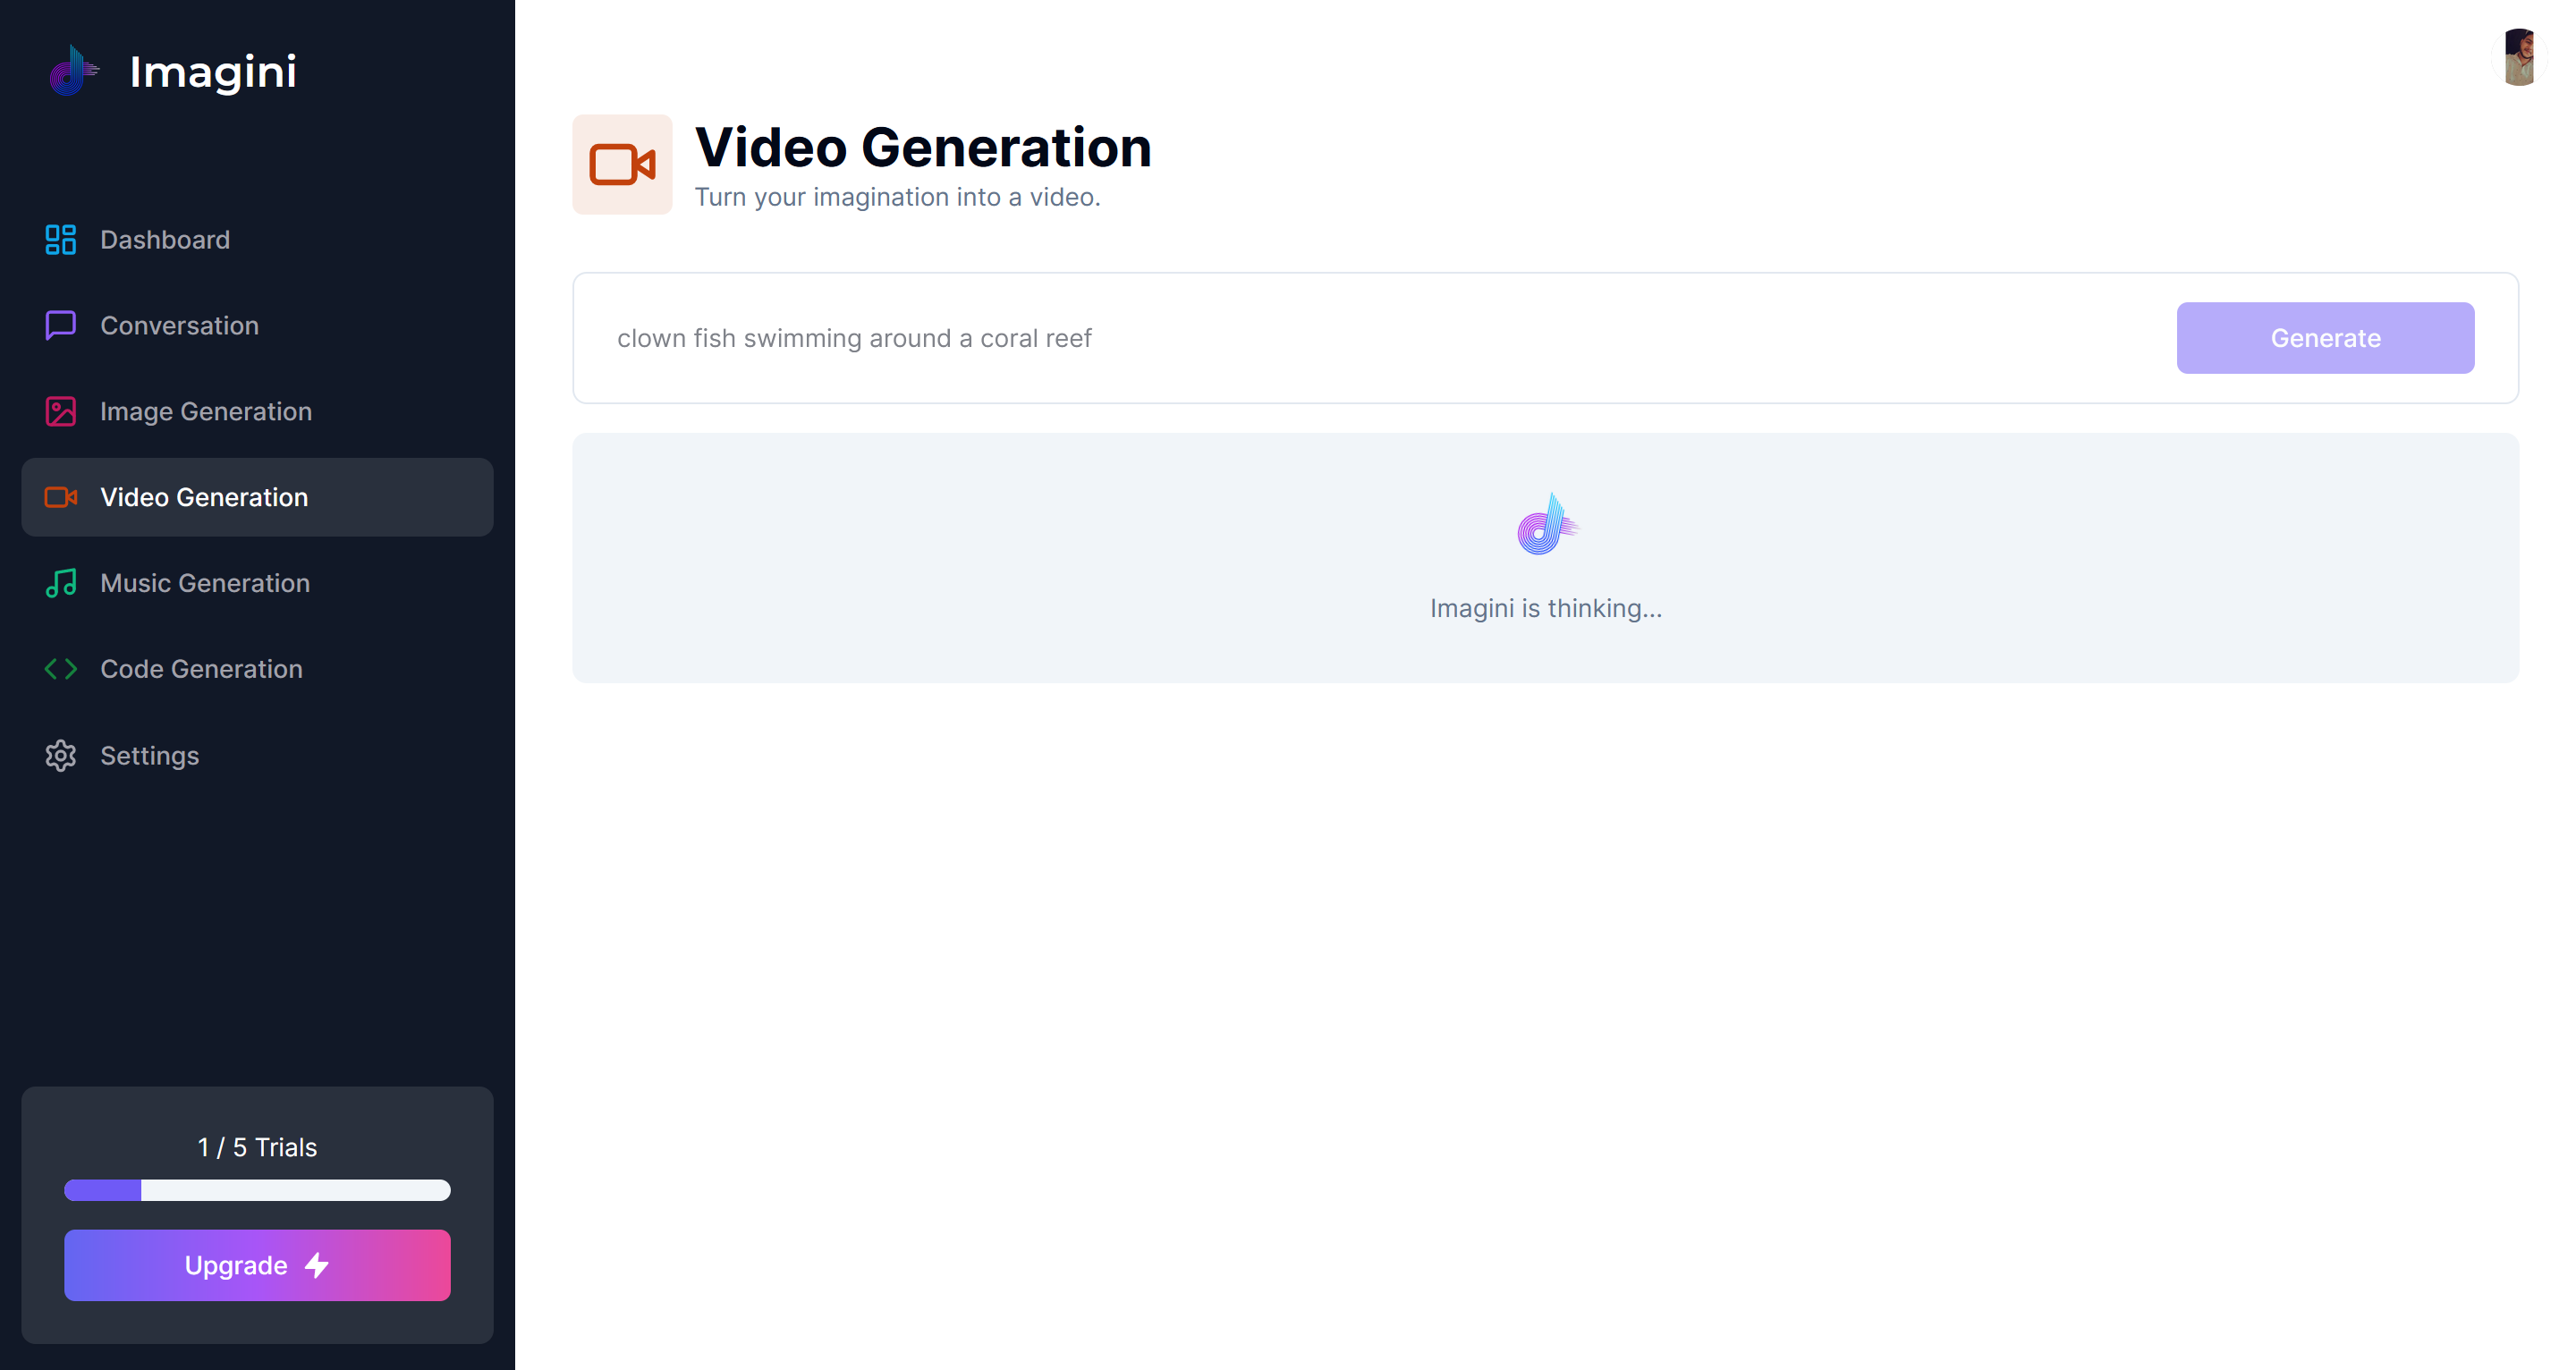 Imagini
Dashboard
Conversation
Image Generation
Video Generation
Music Generation
Code Generation
Settings
1 / 5 Trials
Upgrade
Video Generation
Turn your imagination into a video.
clown fish swimming around a coral reef
Generate
Imagini is thinking...